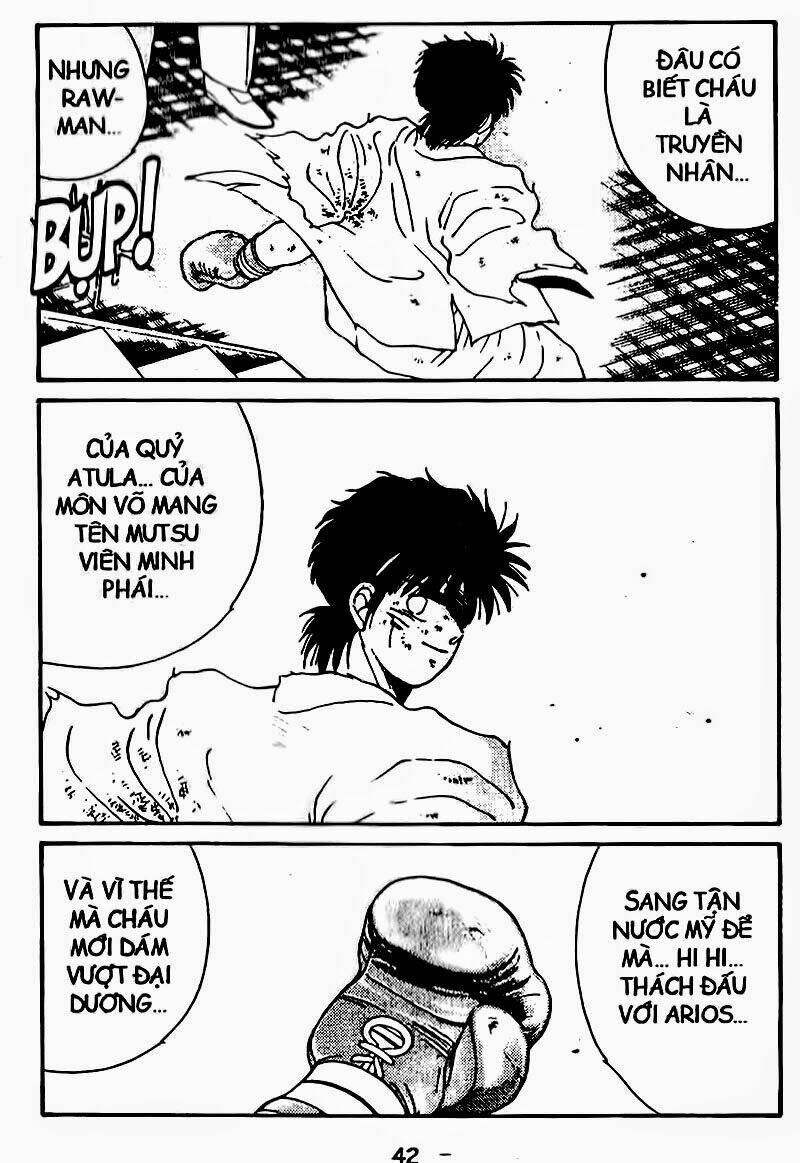 NHƯNG
RAW-
MAN...
BỤP!
ĐÂU CÓ
BIẾT CHÁU
LÀ
TRUYỀN
NHÂN...
CỦA QUỶ
ATULA... CỦA
MÔN VÕ MANG
TÊN MUTSU
VIÊN MINH
PHÁI...
VÀ VÌ THẾ
MÀ CHÁU
MỚI DÁM
VƯỢT ĐẠI
DƯƠNG...
SANG TẬN
NƯỚC MỸ ĐỂ
MÀ... HI HI...
THÁCH ĐẤU
VỚI ARIOS...
42 -